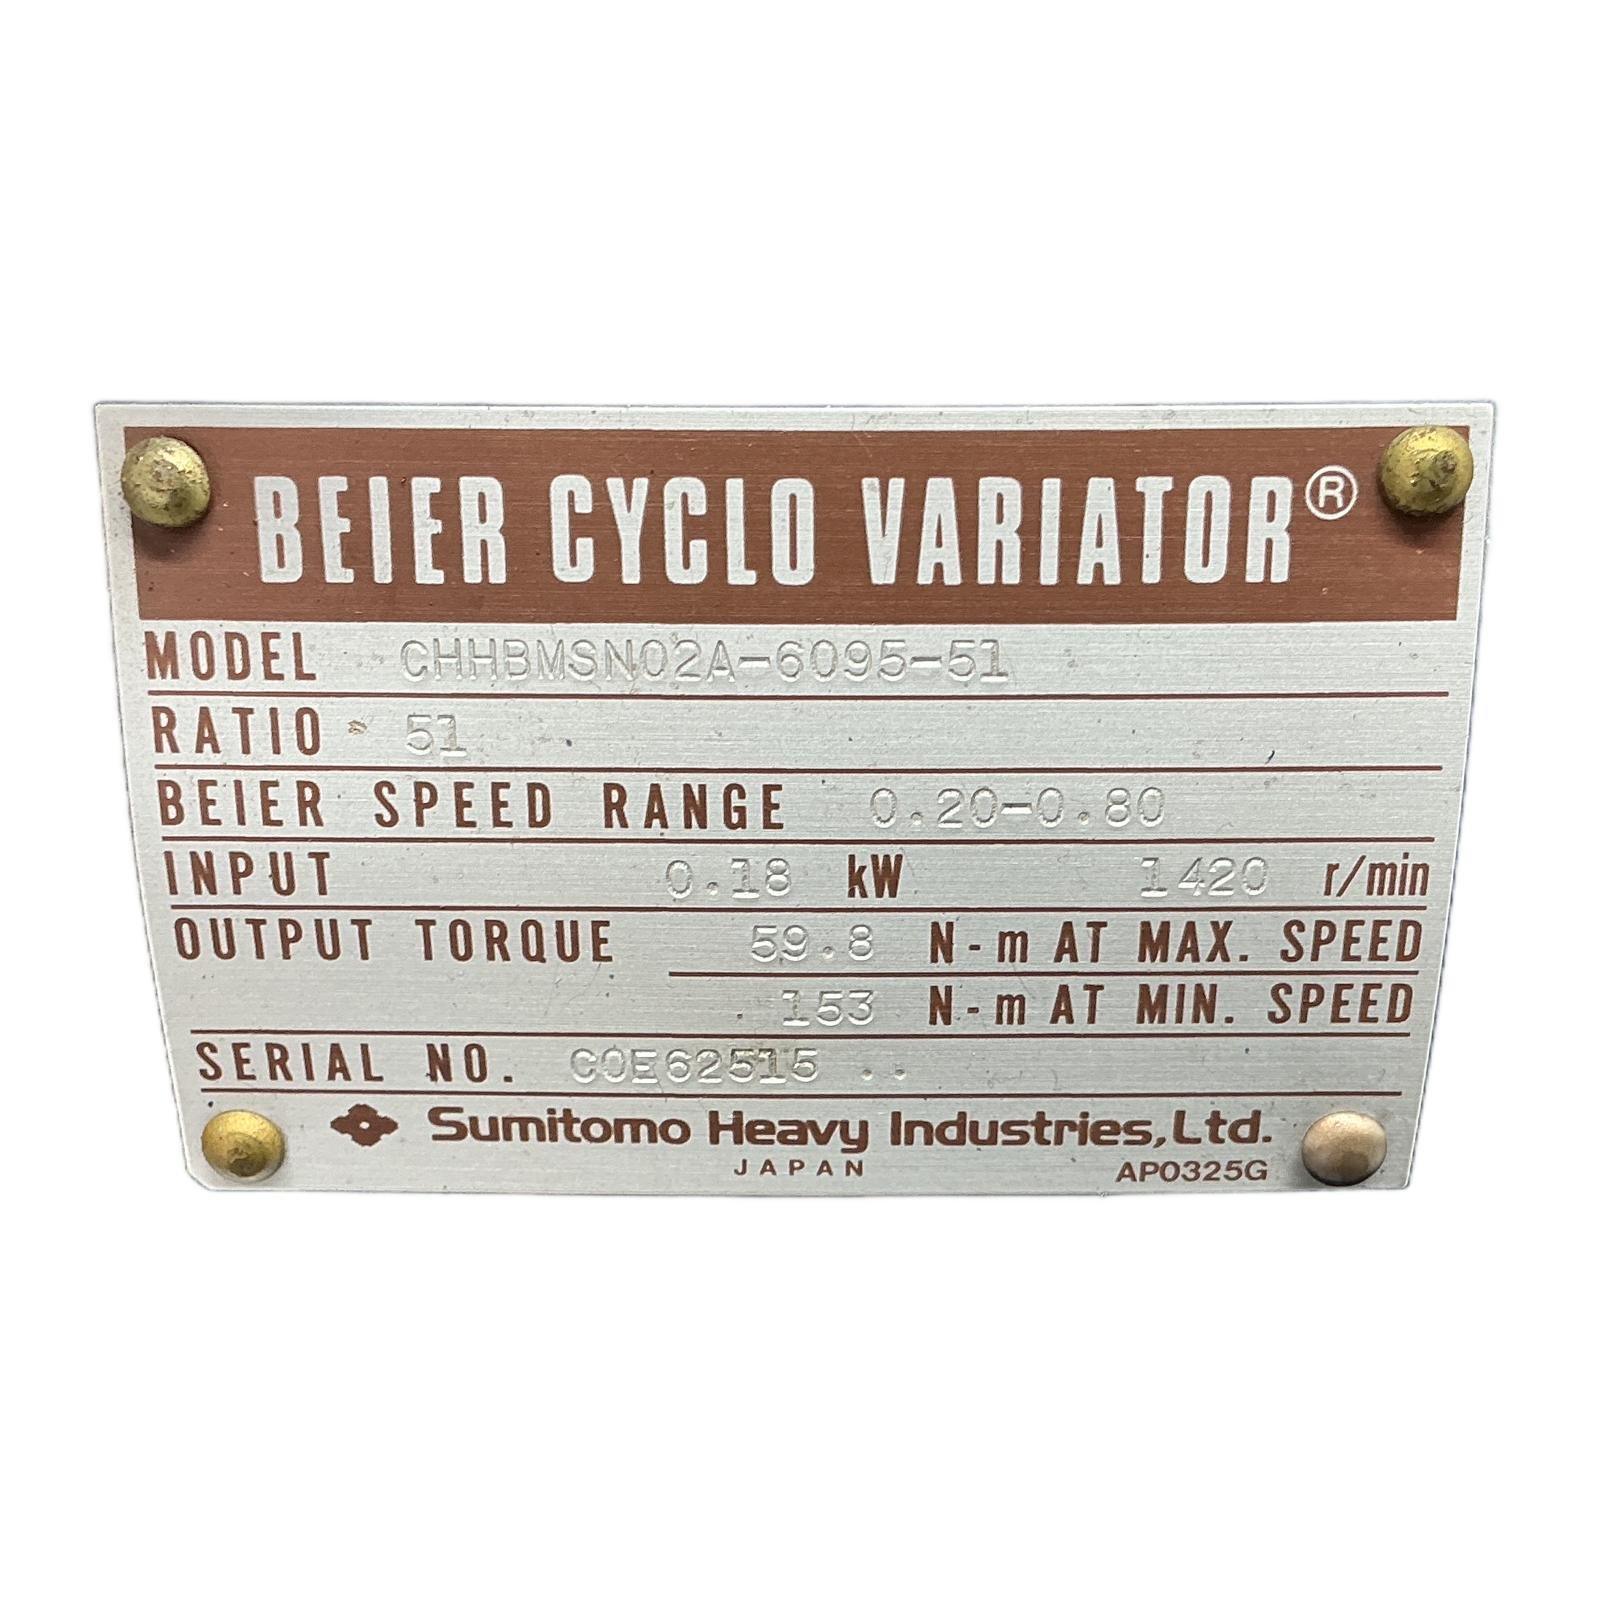 BEIER CYCLO VARIATOR®
MODEL CHHBMSN02A-6095-51
RATIO 51
BEIER SPEED RANGE 0.20-0.80
INPUT 0.18 kW 1420 r/min
OUTPUT TORQUE 59.8 N-m AT MAX. SPEED
153 N-m AT MIN. SPEED
SERIAL NO. C0E62515
Sumitomo Heavy Industries, Ltd.
JAPAN AP0325G